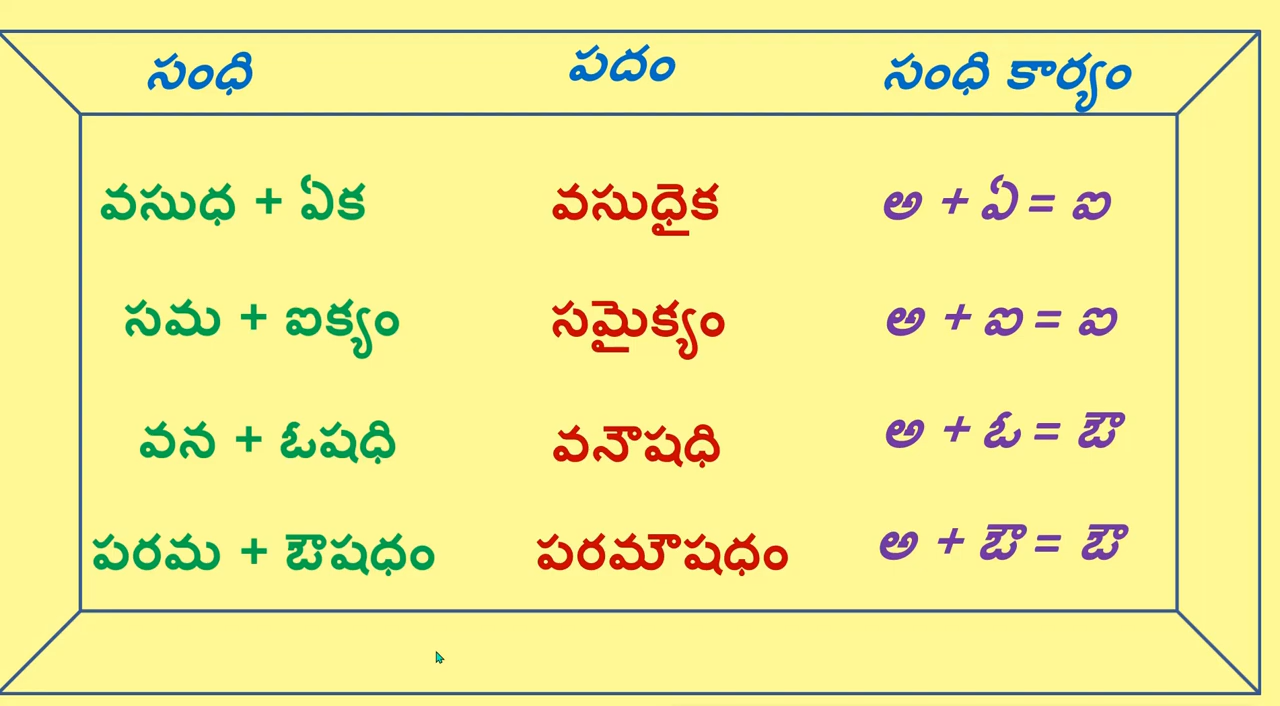 సంధి పదం సంధి కార్యం
వసుధ + ఏక వసుధైక అ + ఏ = ఐ
సమ + ఐక్యం సమైక్యం అ + ఐ = ఐ
వన + ఓషధి వనౌషధి అ + ఓ = ఔ
పరమ + ఔషధం పరమౌషధం అ + ఔ = ఔ